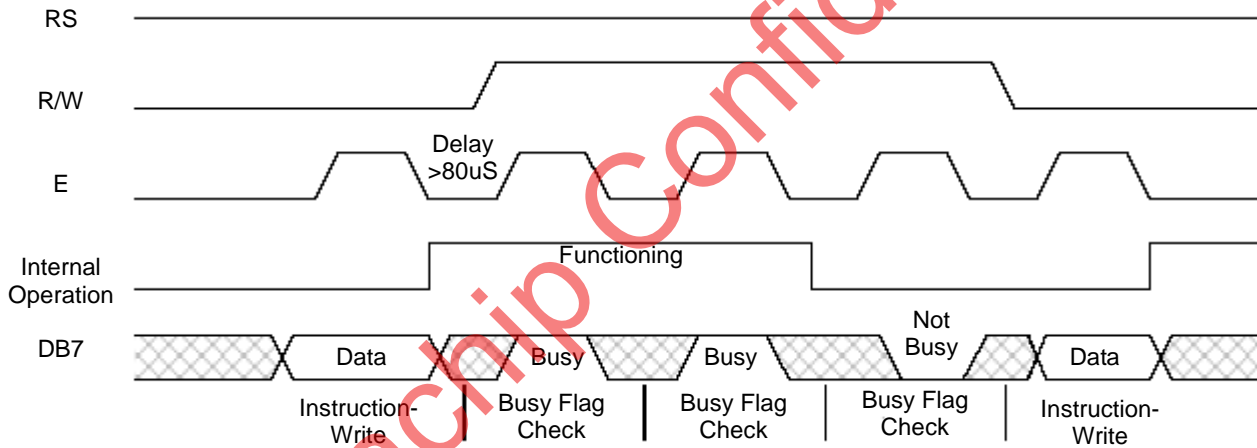 RS
R/W
Delay
>80uS
E
Functioning
Internal
Operation
Not
Busy
DB7
Data
Busy
Busy
Data
Instruction-
Write
Busy Flag
Check
Busy Flag
Check
Busy Flag
Check
Instruction-
Write